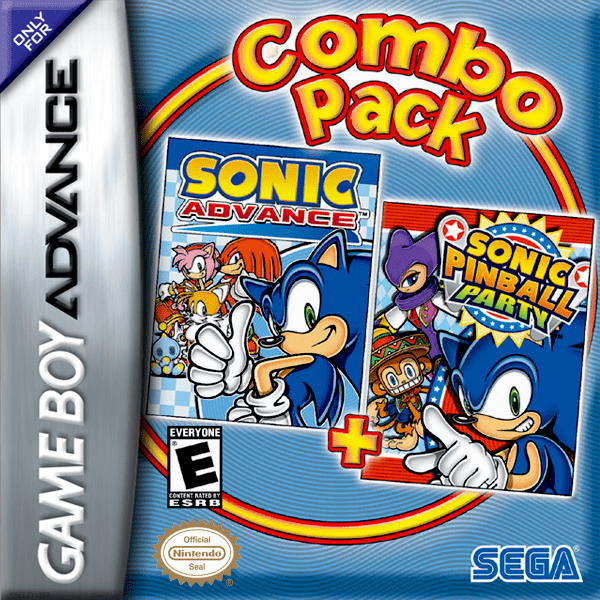 ONLY
FOR
GAME BOY ADVANCE
Combo
Pack
SONIC
ADVANCE™
SONIC
PINBALL
PARTY
+
EVERYONE
E
CONTENT RATED BY
ESRB
Official
Nintendo
Seal
®
SEGA®